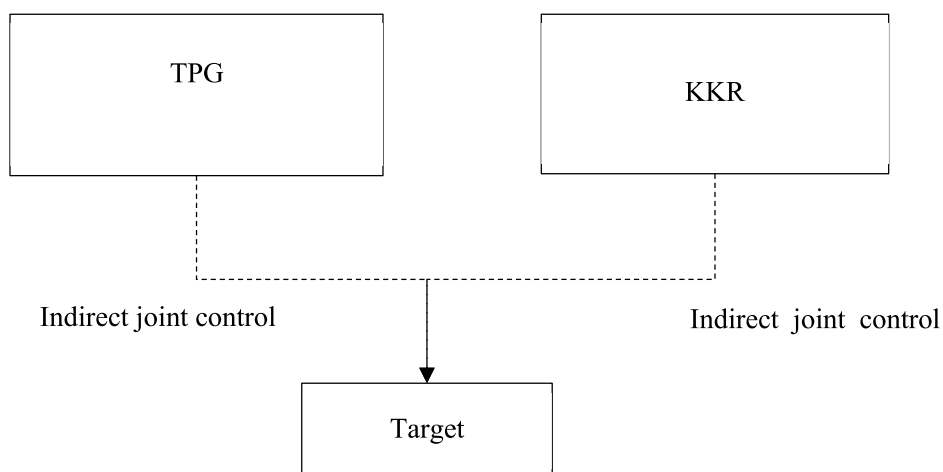 TPG
KKR
Indirect joint control
Indirect joint control
Target